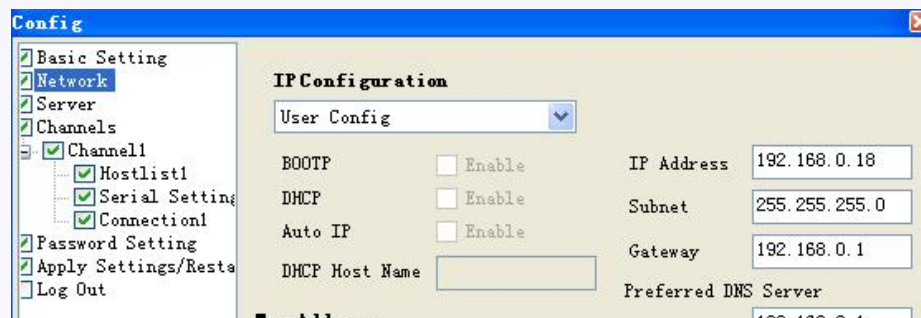 Config
Basic Setting
Network
Server
Channels
Channel1
Hostlist1
Serial Setting
Connection1
Password Setting
Apply Settings/Resta
Log Out
IP Configuration
User Config
BOOTP Enable
DHCP Enable
Auto IP Enable
DHCP Host Name
IP Address 192.168.0.18
Subnet 255.255.255.0
Gateway 192.168.0.1
Preferred DNS Server